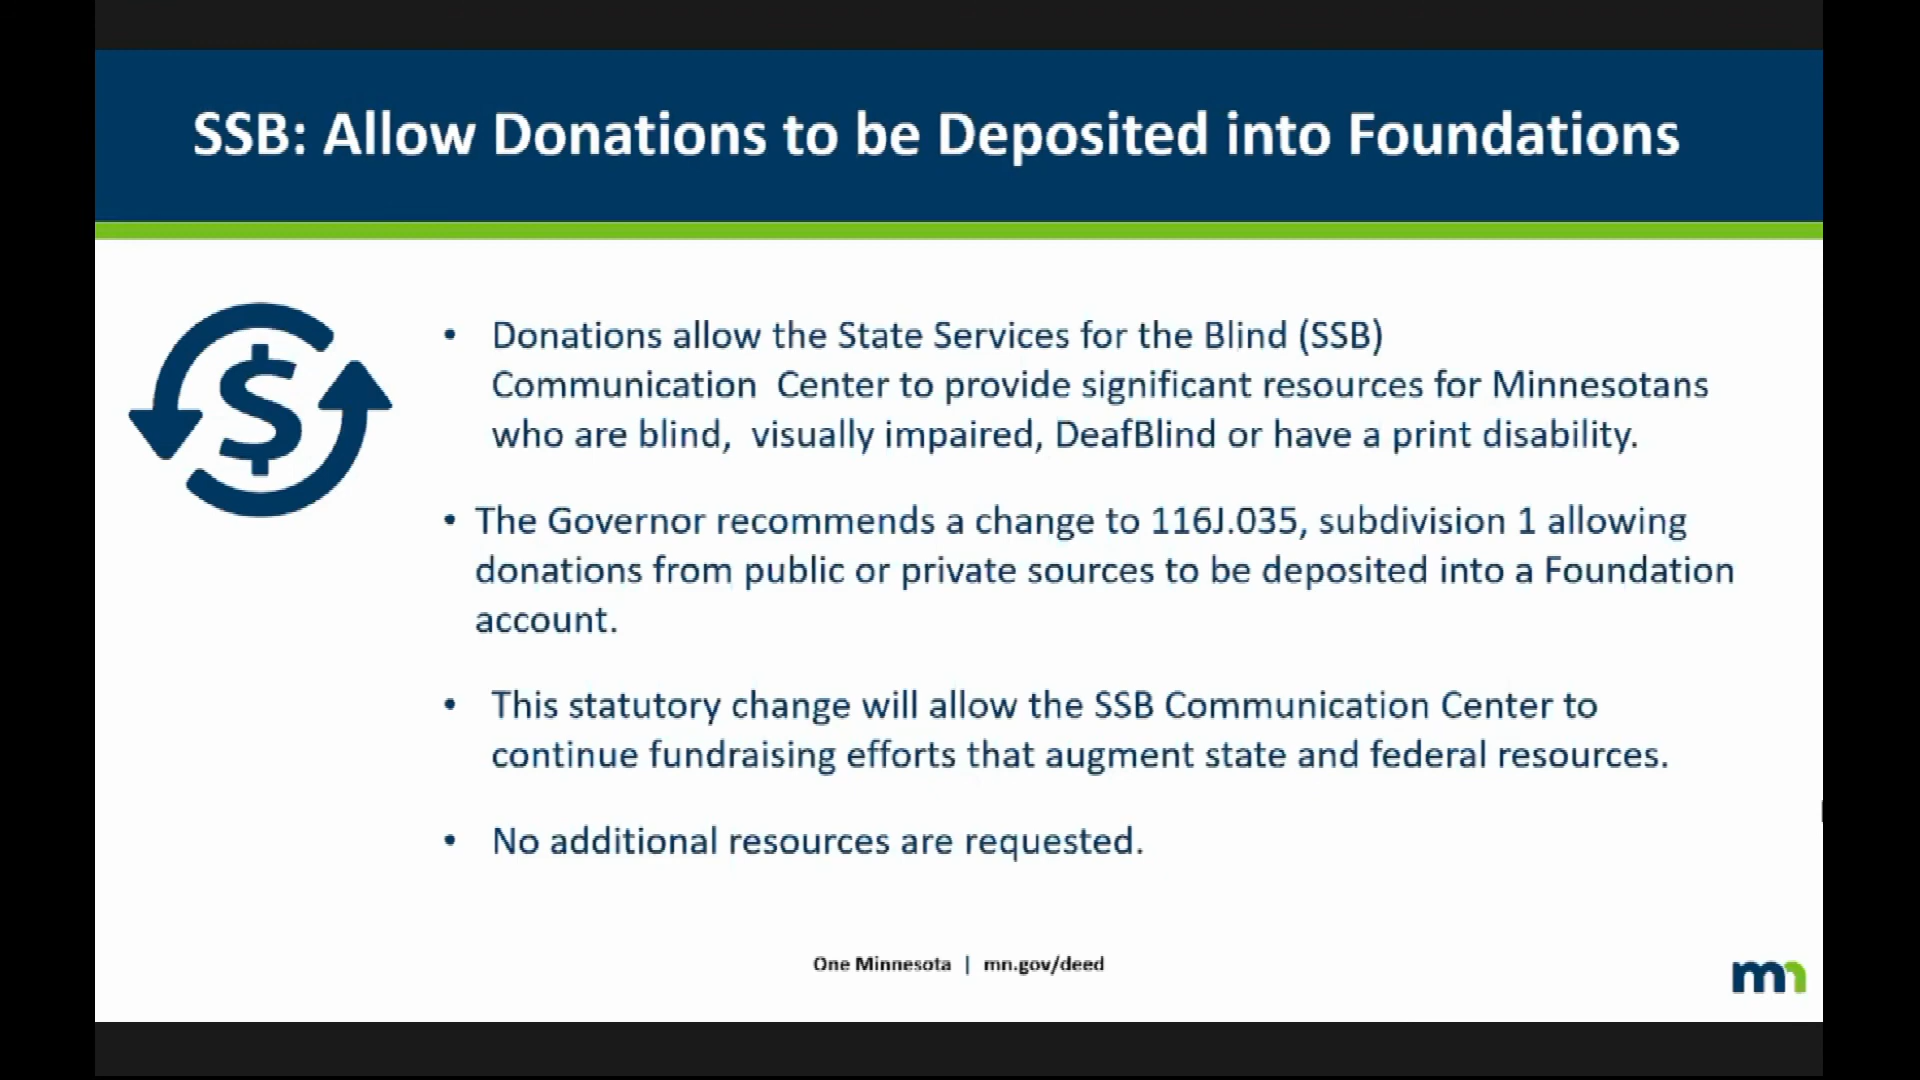 SSB: Allow Donations to be Deposited into Foundations
$
• Donations allow the State Services for the Blind (SSB)
Communication Center to provide significant resources for Minnesotans
who are blind, visually impaired, DeafBlind or have a print disability.
• The Governor recommends a change to 116J.035, subdivision 1 allowing
donations from public or private sources to be deposited into a Foundation
account.
• This statutory change will allow the SSB Communication Center to
continue fundraising efforts that augment state and federal resources.
• No additional resources are requested.
One Minnesota | mn.gov/deed
mn